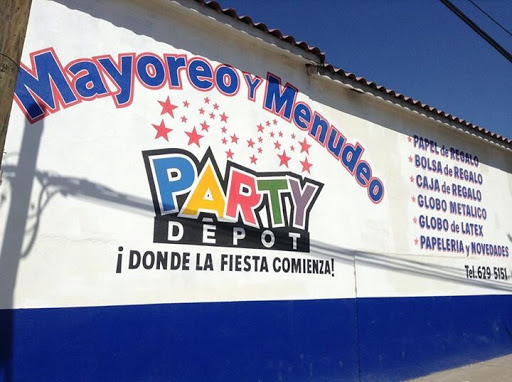 Mayoreo Y Menudeo
PARTY
DEPOT
¡DONDE LA FIESTA COMIENZA!
PAPEL de REGALO
BOLSA de REGALO
CAJA de REGALO
GLOBO METALICO
GLOBO de LATEX
PAPELERIA y NOVEDADES
Tel. 629-5151